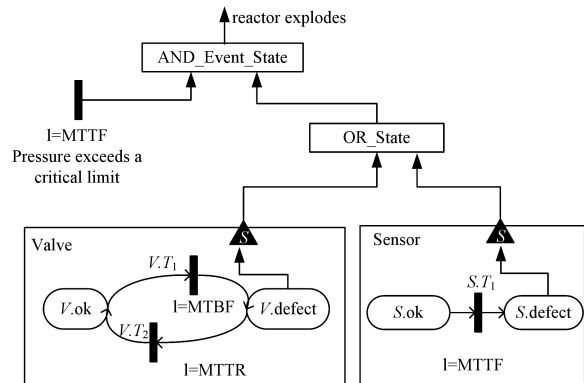 reactor explodes
AND_Event_State
l=MTTF
Pressure exceeds a
critical limit
OR_State
S
S
Valve
Sensor
V.T1
S.T1
V.ok
l=MTBF
V.defect
S.ok
S.defect
V.T2
l=MTTR
l=MTTF